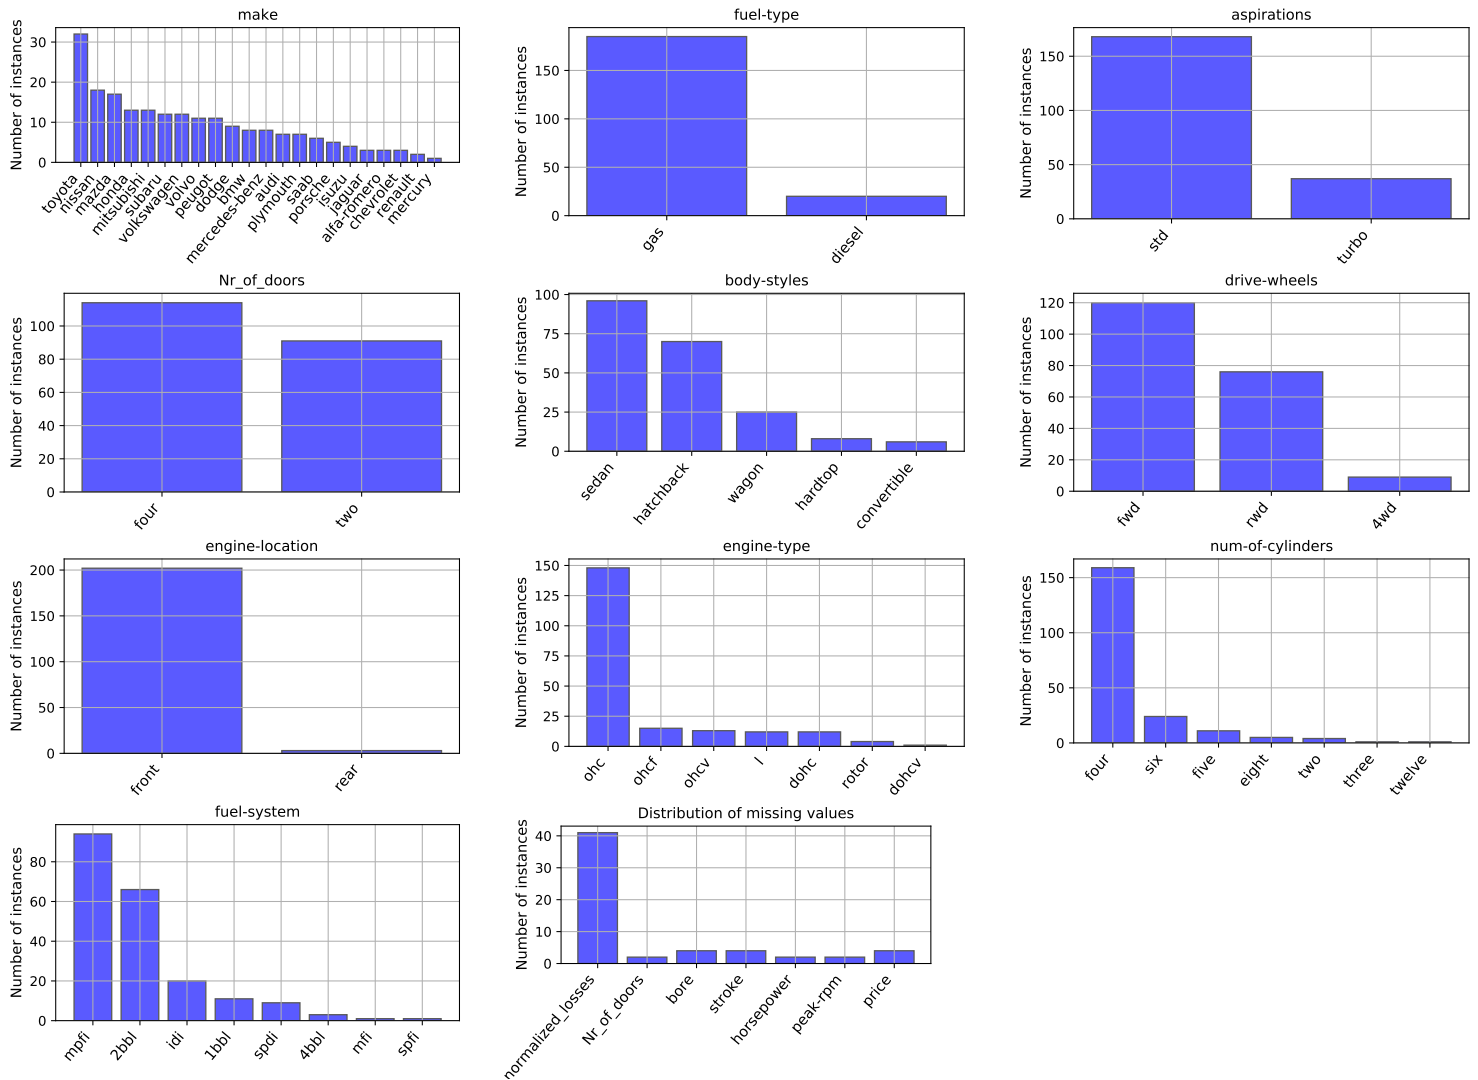 make
Number of instances
30
20
10
0
toyota
nissan
mazda
honda
mitsubishi
subaru
volkswagen
volvo
peugot
dodge
bmw
mercedes-benz
audi
plymouth
saab
porsche
isuzu
jaguar
alfa-romero
chevrolet
renault
mercury
fuel-type
Number of instances
150
100
50
0
gas
diesel
aspirations
Number of instances
150
100
50
0
std
turbo
Nr_of_doors
Number of instances
100
80
60
40
20
0
four
two
body-styles
Number of instances
100
75
50
25
0
sedan
hatchback
wagon
hardtop
convertible
drive-wheels
Number of instances
120
100
80
60
40
20
0
fwd
rwd
4wd
engine-location
Number of instances
200
150
100
50
0
front
rear
engine-type
Number of instances
150
125
100
75
50
25
0
ohc
ohcf
ohcv
l
dohc
rotor
dohcv
num-of-cylinders
Number of instances
150
100
50
0
four
six
five
eight
two
three
twelve
fuel-system
Number of instances
80
60
40
20
0
mpfi
2bbl
idi
1bbl
spdi
4bbl
mfi
spfi
Distribution of missing values
Number of instances
40
30
20
10
0
normalized_losses
Nr_of_doors
bore
stroke
horsepower
peak-rpm
price